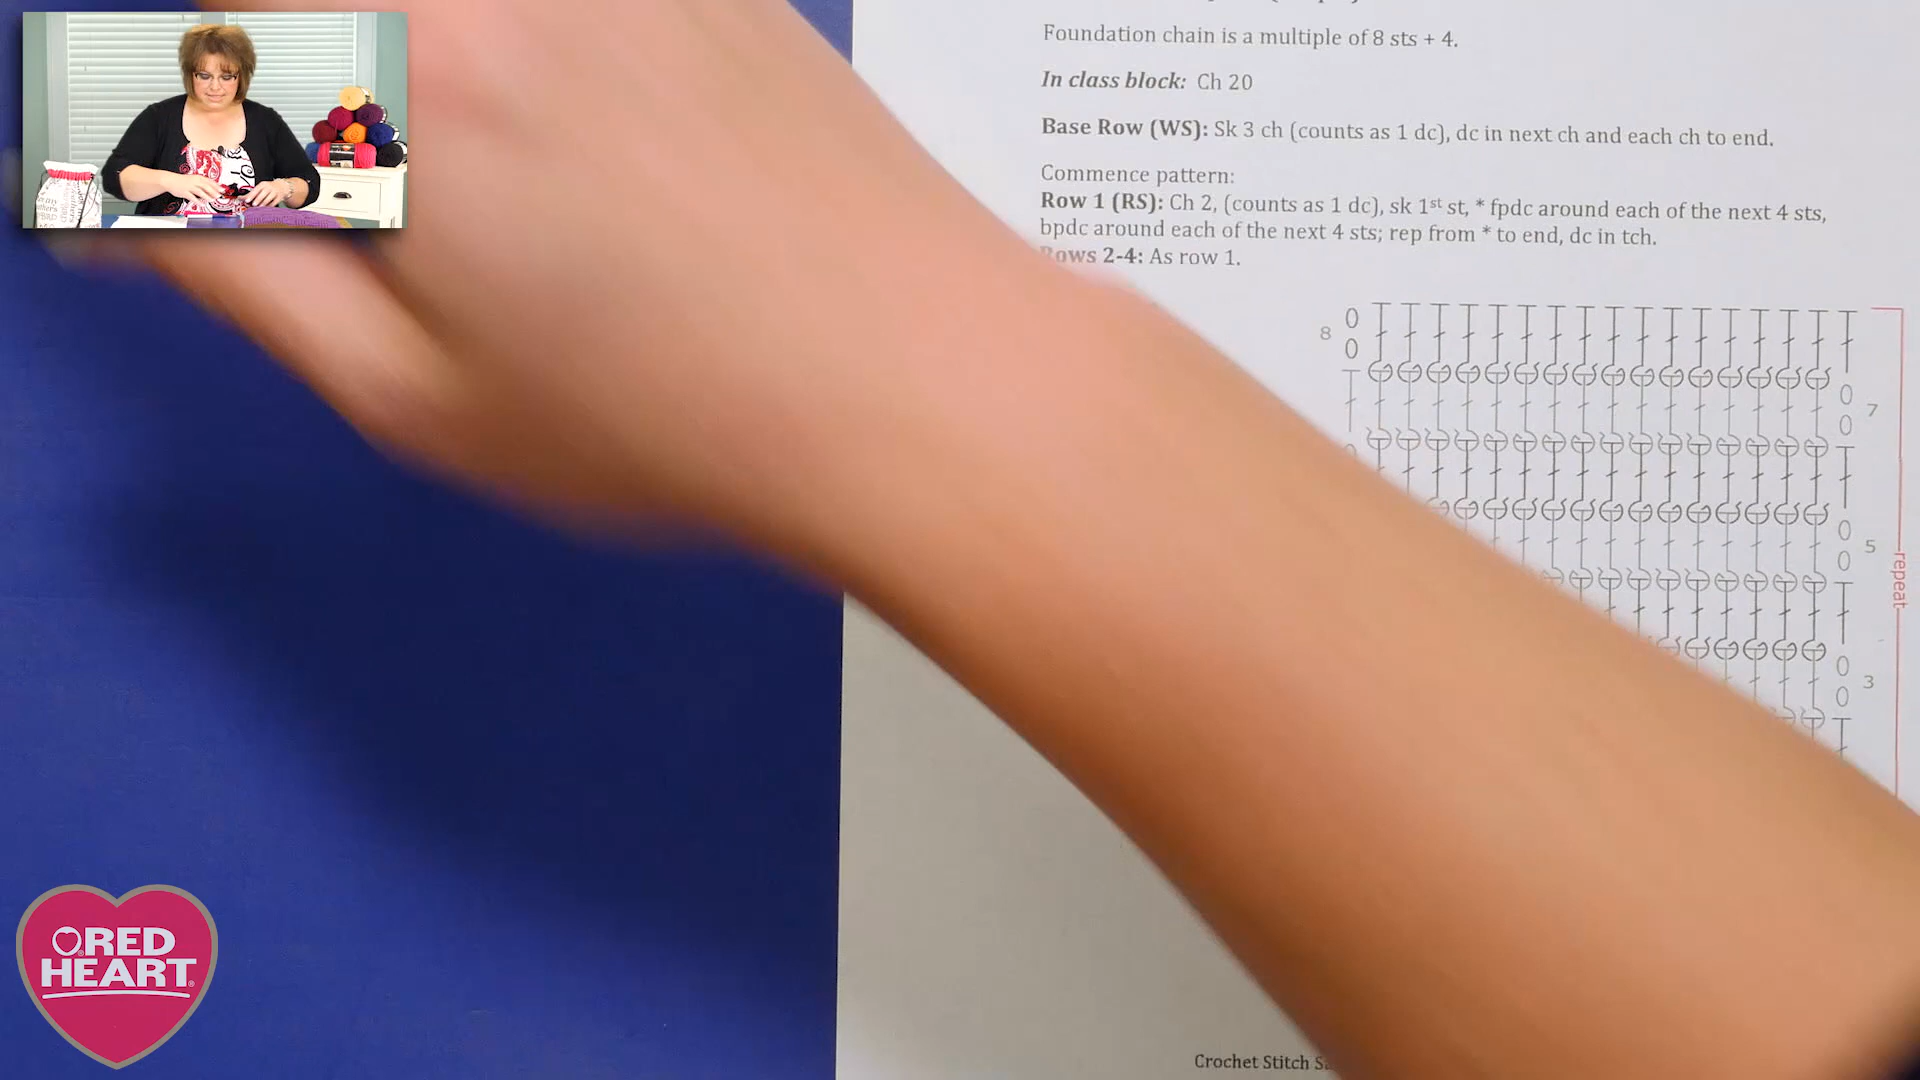 Foundation chain is a multiple of 8 sts + 4.
In class block: Ch 20
Base Row (WS): Sk 3 ch (counts as 1 dc), dc in next ch and each ch to end.
Commence pattern:
Row 1 (RS): Ch 2, (counts as 1 dc), sk 1st st, * fpdc around each of the next 4 sts,
bpdc around each of the next 4 sts; rep from * to end, dc in tch.
Rows 2-4: As row 1.
8
7
5
repeat
3
RED
HEART
Crochet Stitch